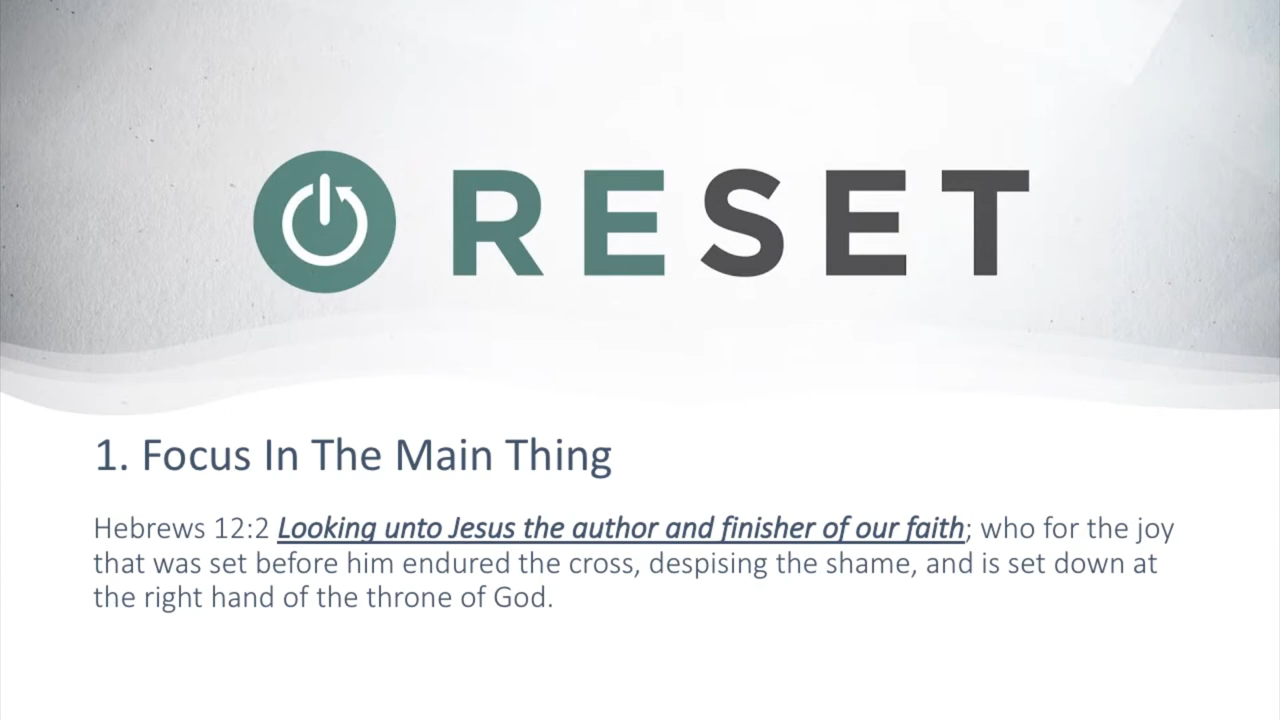 RESET
1. Focus In The Main Thing
Hebrews 12:2 Looking unto Jesus the author and finisher of our faith; who for the joy
that was set before him endured the cross, despising the shame, and is set down at
the right hand of the throne of God.